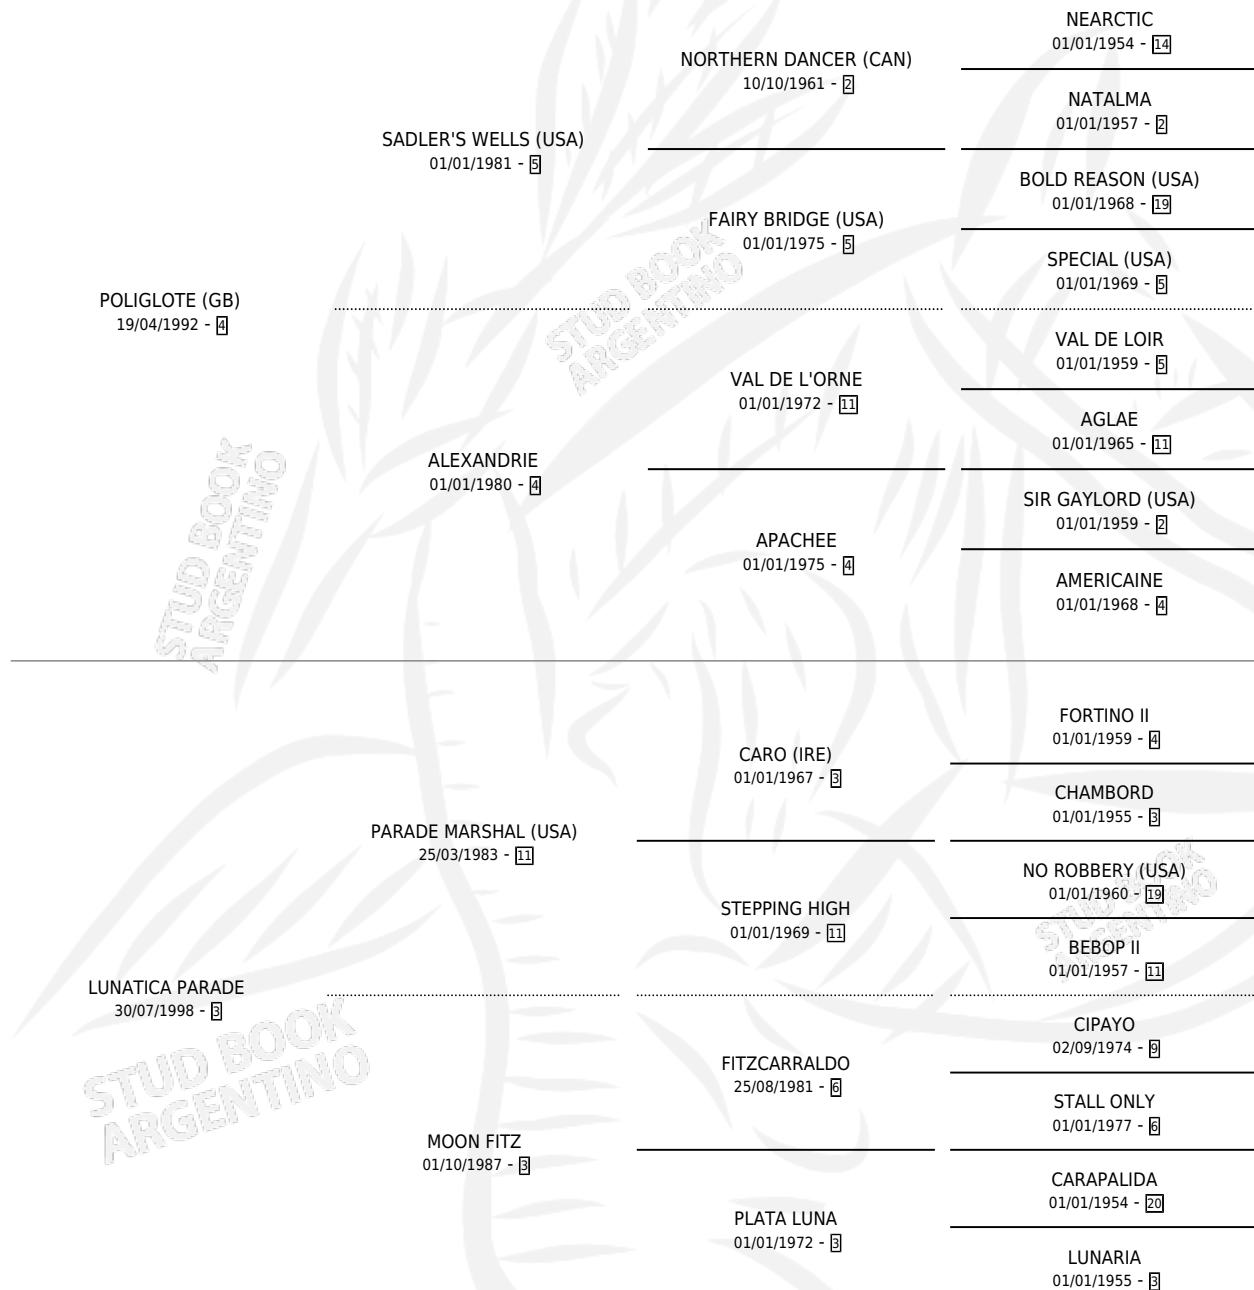 NEARCTIC
01/01/1954 - 14
NORTHERN DANCER (CAN)
10/10/1961 - 2
NATALMA
01/01/1957 - 2
SADLER'S WELLS (USA)
01/01/1981 - 5
BOLD REASON (USA)
01/01/1968 - 19
FAIRY BRIDGE (USA)
01/01/1975 - 5
SPECIAL (USA)
01/01/1969 - 5
POLIGLOTE (GB)
19/04/1992 - 4
STUD BOOK
ARGENTINO
VAL DE LOIR
01/01/1959 - 5
VAL DE L'ORNE
01/01/1972 - 11
AGLAE
01/01/1965 - 11
ALEXANDRIE
01/01/1980 - 4
SIR GAYLORD (USA)
01/01/1959 - 2
APACHEE
01/01/1975 - 4
AMERICAINE
01/01/1968 - 4
STUD BOOK
ARGENTINO
FORTINO II
01/01/1959 - 4
CARO (IRE)
01/01/1967 - 3
CHAMBORD
01/01/1955 - 3
PARADE MARSHAL (USA)
25/03/1983 - 11
NO ROBBERY (USA)
01/01/1960 - 19
STEPPING HIGH
01/01/1969 - 11
STUD BOOK
ARGENTINO
BEBOP II
01/01/1957 - 11
LUNATICA PARADE
30/07/1998 - 3
CIPAYO
02/09/1974 - 9
FITZCARRALDO
25/08/1981 - 6
STUD BOOK
ARGENTINO
STALL ONLY
01/01/1977 - 6
MOON FITZ
01/10/1987 - 3
CARAPALIDA
01/01/1954 - 20
PLATA LUNA
01/01/1972 - 3
LUNARIA
01/01/1955 - 3